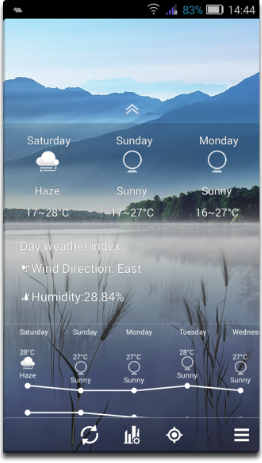 83% 14:44
Saturday Sunday Monday
Haze Sunny Sunny
17~28°C 17~27°C 16~27°C
Day weather index
Wind Direction: East
Humidity:28.84%
Saturday Sunday Monday Tuesday Wednes
28°C 27°C 27°C 28°C 27°C
Haze Sunny Sunny Sunny Sunny